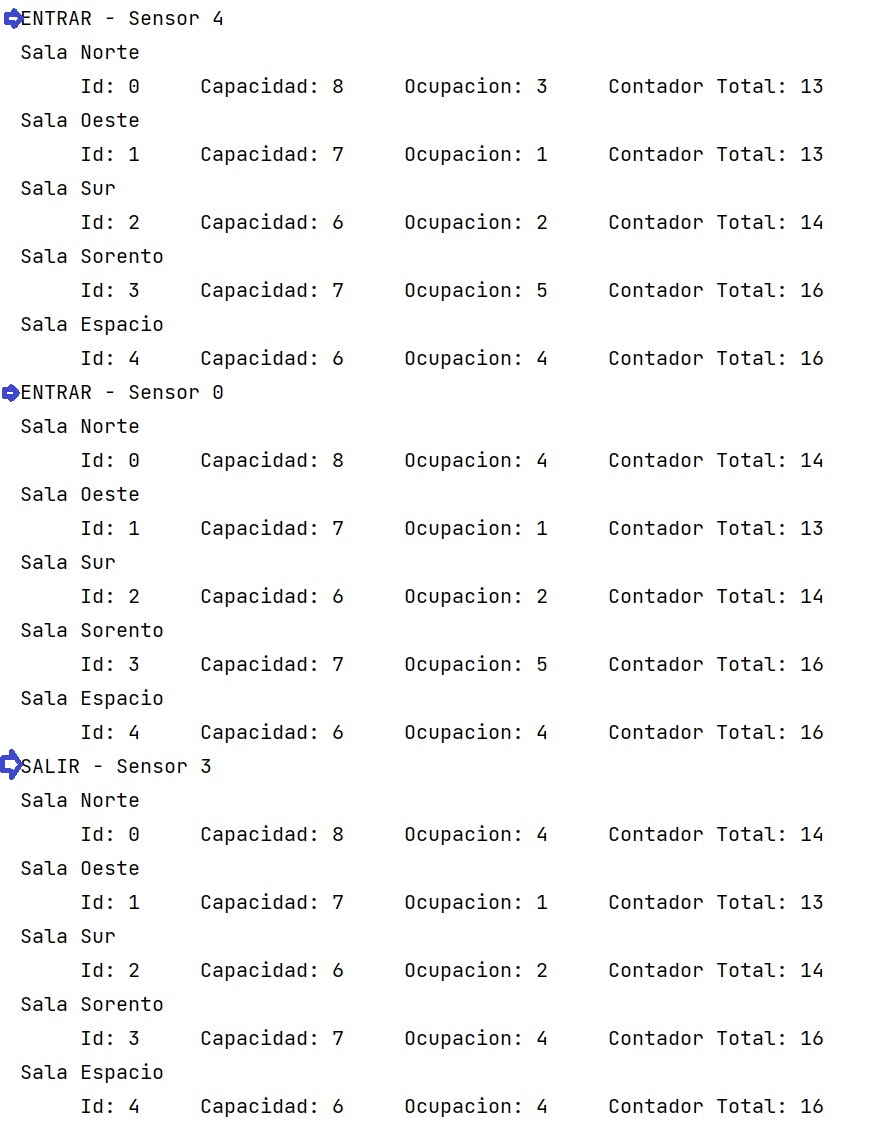 ENTRAR - Sensor 4
Sala Norte
Id: 0 Capacidad: 8 Ocupacion: 3 Contador Total: 13
Sala Oeste
Id: 1 Capacidad: 7 Ocupacion: 1 Contador Total: 13
Sala Sur
Id: 2 Capacidad: 6 Ocupacion: 2 Contador Total: 14
Sala Sorento
Id: 3 Capacidad: 7 Ocupacion: 5 Contador Total: 16
Sala Espacio
Id: 4 Capacidad: 6 Ocupacion: 4 Contador Total: 16
ENTRAR - Sensor 0
Sala Norte
Id: 0 Capacidad: 8 Ocupacion: 4 Contador Total: 14
Sala Oeste
Id: 1 Capacidad: 7 Ocupacion: 1 Contador Total: 13
Sala Sur
Id: 2 Capacidad: 6 Ocupacion: 2 Contador Total: 14
Sala Sorento
Id: 3 Capacidad: 7 Ocupacion: 5 Contador Total: 16
Sala Espacio
Id: 4 Capacidad: 6 Ocupacion: 4 Contador Total: 16
SALIR - Sensor 3
Sala Norte
Id: 0 Capacidad: 8 Ocupacion: 4 Contador Total: 14
Sala Oeste
Id: 1 Capacidad: 7 Ocupacion: 1 Contador Total: 13
Sala Sur
Id: 2 Capacidad: 6 Ocupacion: 2 Contador Total: 14
Sala Sorento
Id: 3 Capacidad: 7 Ocupacion: 4 Contador Total: 16
Sala Espacio
Id: 4 Capacidad: 6 Ocupacion: 4 Contador Total: 16